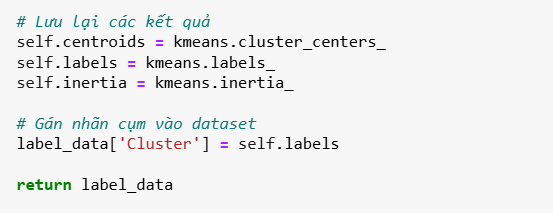 # Lưu lại các kết quả
self.centroids = kmeans.cluster_centers_
self.labels = kmeans.labels_
self.inertia = kmeans.inertia_
# Gán nhãn cụm vào dataset
label_data['Cluster'] = self.labels
return label_data